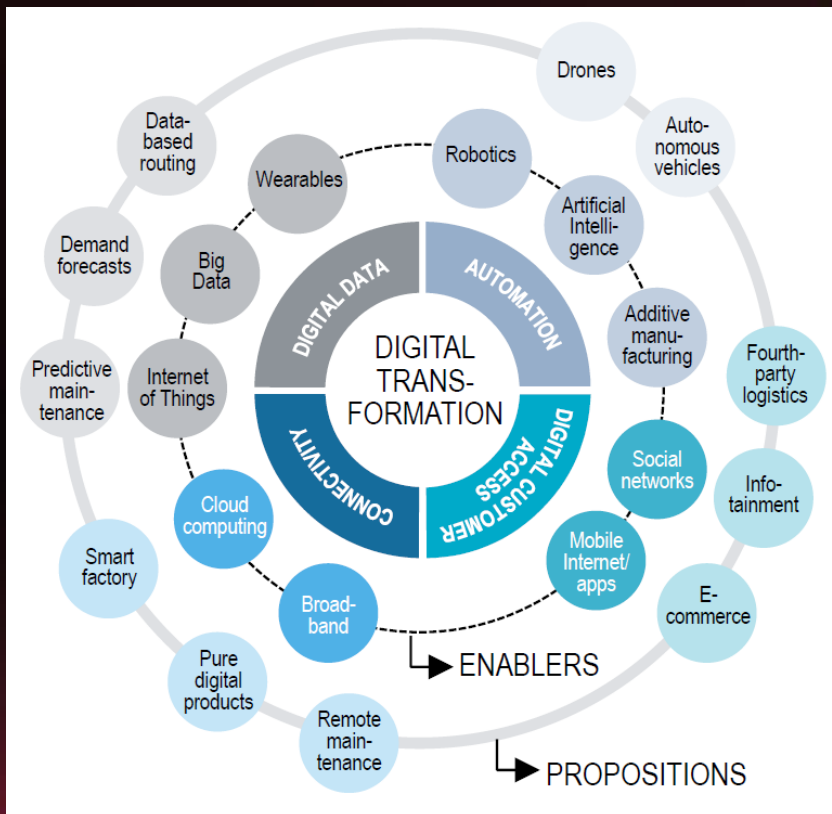 Drones
Data-
based
routing
Auto-
nomous
vehicles
Wearables
Robotics
Artificial
Intelli-
gence
Demand
forecasts
Big
Data
DIGITAL DATA
AUTOMATION
Additive
manu-
facturing
DIGITAL
TRANS-
FORMATION
Predictive
main-
tenance
Internet
of Things
Fourth-
party
logistics
CONNECTIVITY
DIGITAL CUSTOMER
ACCESS
Social
networks
Info-
tainment
Cloud
computing
Mobile
Internet/
apps
Smart
factory
Broad-
band
E-
commerce
ENABLERS
Pure
digital
products
Remote
main-
tenance
PROPOSITIONS